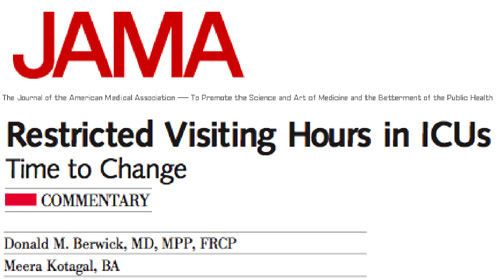 JAMA
The Journal of the American Medical Association — To Promote the Science and Art of Medicine and the Betterment of the Public Health
Restricted Visiting Hours in ICUs
Time to Change
COMMENTARY
Donald M. Berwick, MD, MPP, FRCP
Meera Kotagal, BA